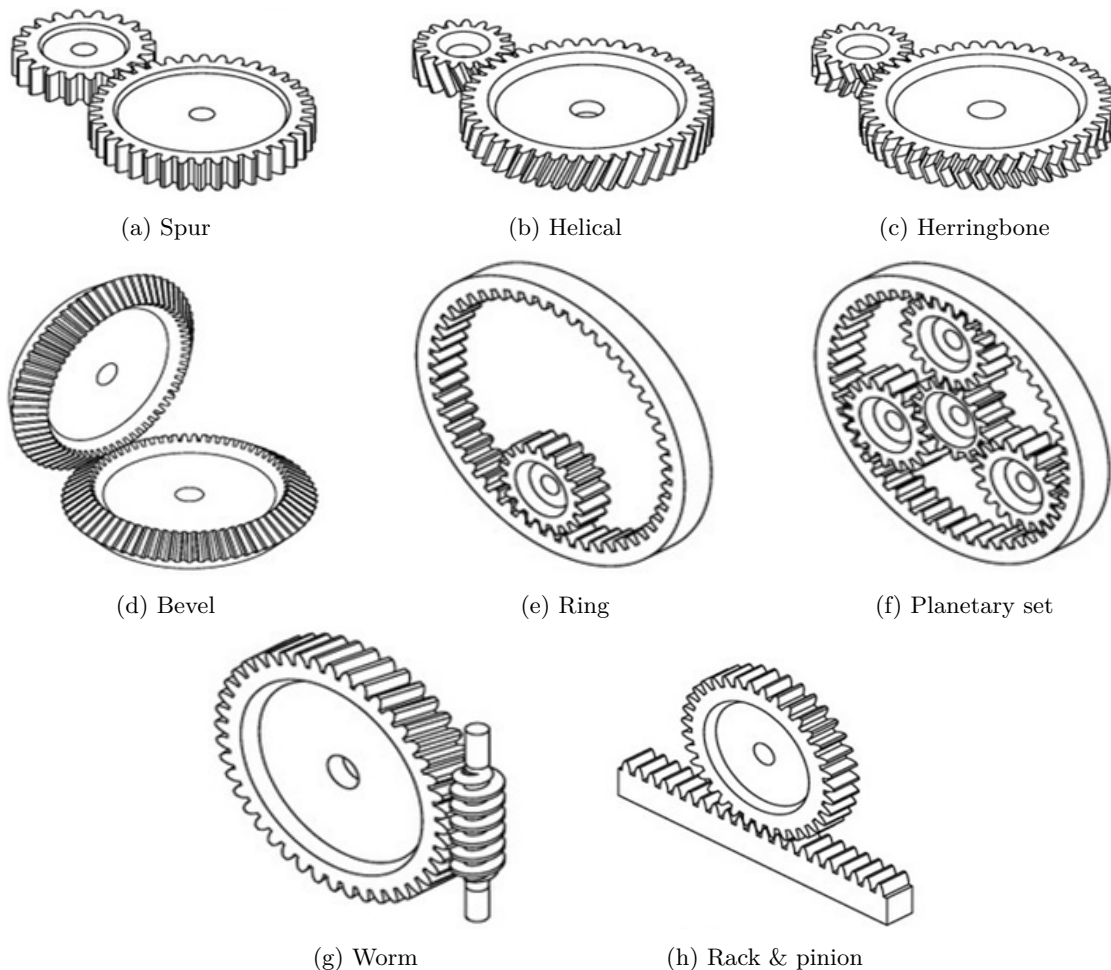 (a) Spur
(b) Helical
(c) Herringbone
(d) Bevel
(e) Ring
(f) Planetary set
(g) Worm
(h) Rack & pinion